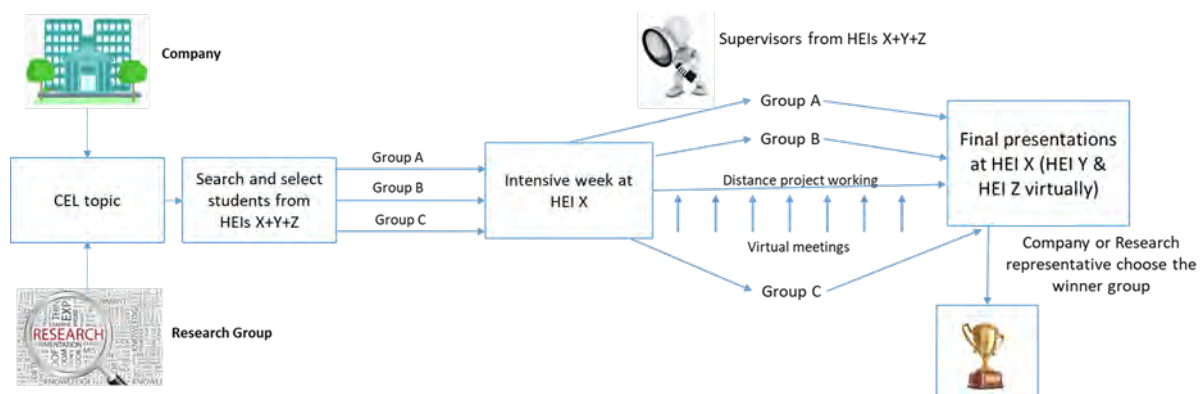 Company
Supervisors from HEIs X+Y+Z
CEL topic
Search and select
students from
HEIs X+Y+Z
Group A
Group B
Group C
Intensive week at
HEI X
Group A
Group B
Distance project working
Virtual meetings
Group C
Final presentations
at HEI X (HEI Y &
HEI Z virtually)
Company or Research
representative choose the
winner group
RESEARCH
Research Group